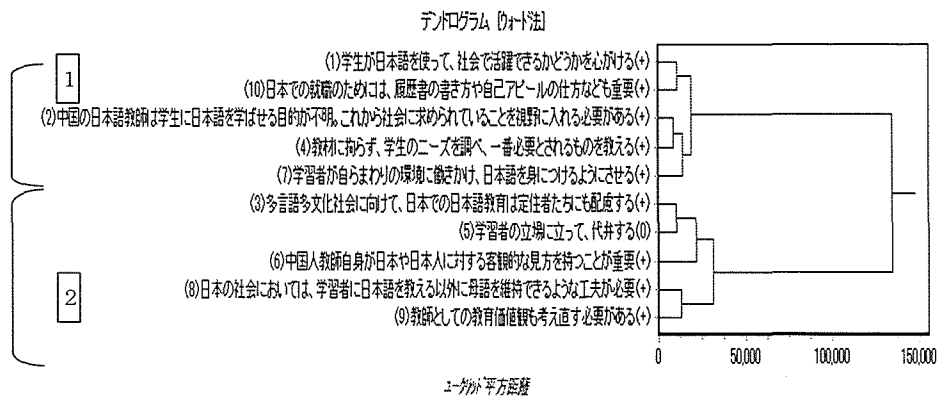 デンドログラム [ウォード法]
1
(1)学生が日本語を使って、社会で活躍できるかどうかを心がける(+)
(10)日本での就職のためには、履歴書の書き方や自己アピールの仕方なども重要(+)
(2)中国の日本語教師は学生に日本語を学ばせる目的が不明。これから社会に求められていることを視野に入れる必要がある(+)
(4)教材に拘らず、学生のニーズを調べ、一番必要とされるものを教える(+)
(7)学習者が自らまわりの環境に働きかけ、日本語を身につけるようにさせる(+)
(3)多言語多文化社会に向けて、日本での日本語教育は定住者たちにも配慮する(+)
(5)学習者の立場に立って、代弁する(0)
(6)中国人教師自身が日本や日本人に対する客観的な見方を持つことが重要(+)
2
(8)日本の社会においては、学習者に日本語を教える以外に母語を維持できるような工夫が必要(+)
(9)教師としての教育価値観も考え直す必要がある(+)
0 50,000 100,000 150,000
ユークリッド平方距離